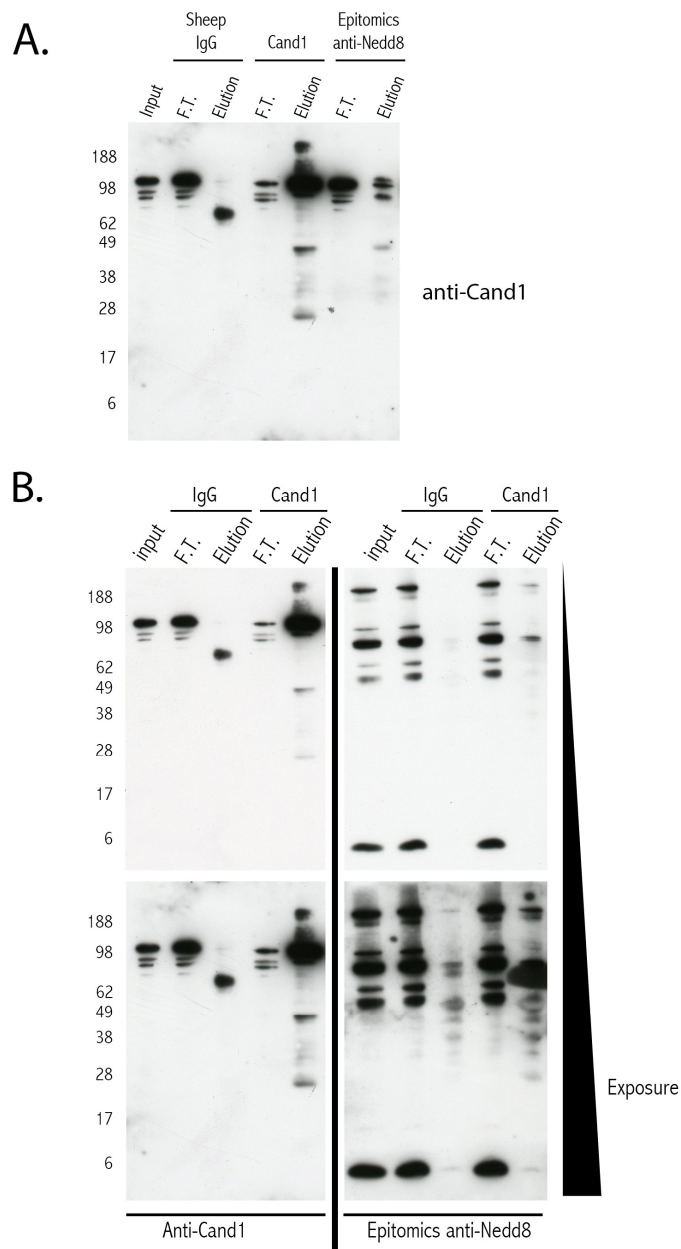 A.
Sheep IgG
Cand1
Epitomics anti-Nedd8
Input
F.T.
Elution
F.T.
Elution
F.T.
Elution
188
98
62
49
38
28
17
6
anti-Cand1
B.
IgG
Cand1
IgG
Cand1
input
F.T.
Elution
F.T.
Elution
input
F.T.
Elution
F.T.
Elution
188
98
62
49
38
28
17
6
188
98
62
49
38
28
17
6
Exposure
Anti-Cand1
Epitomics anti-Nedd8